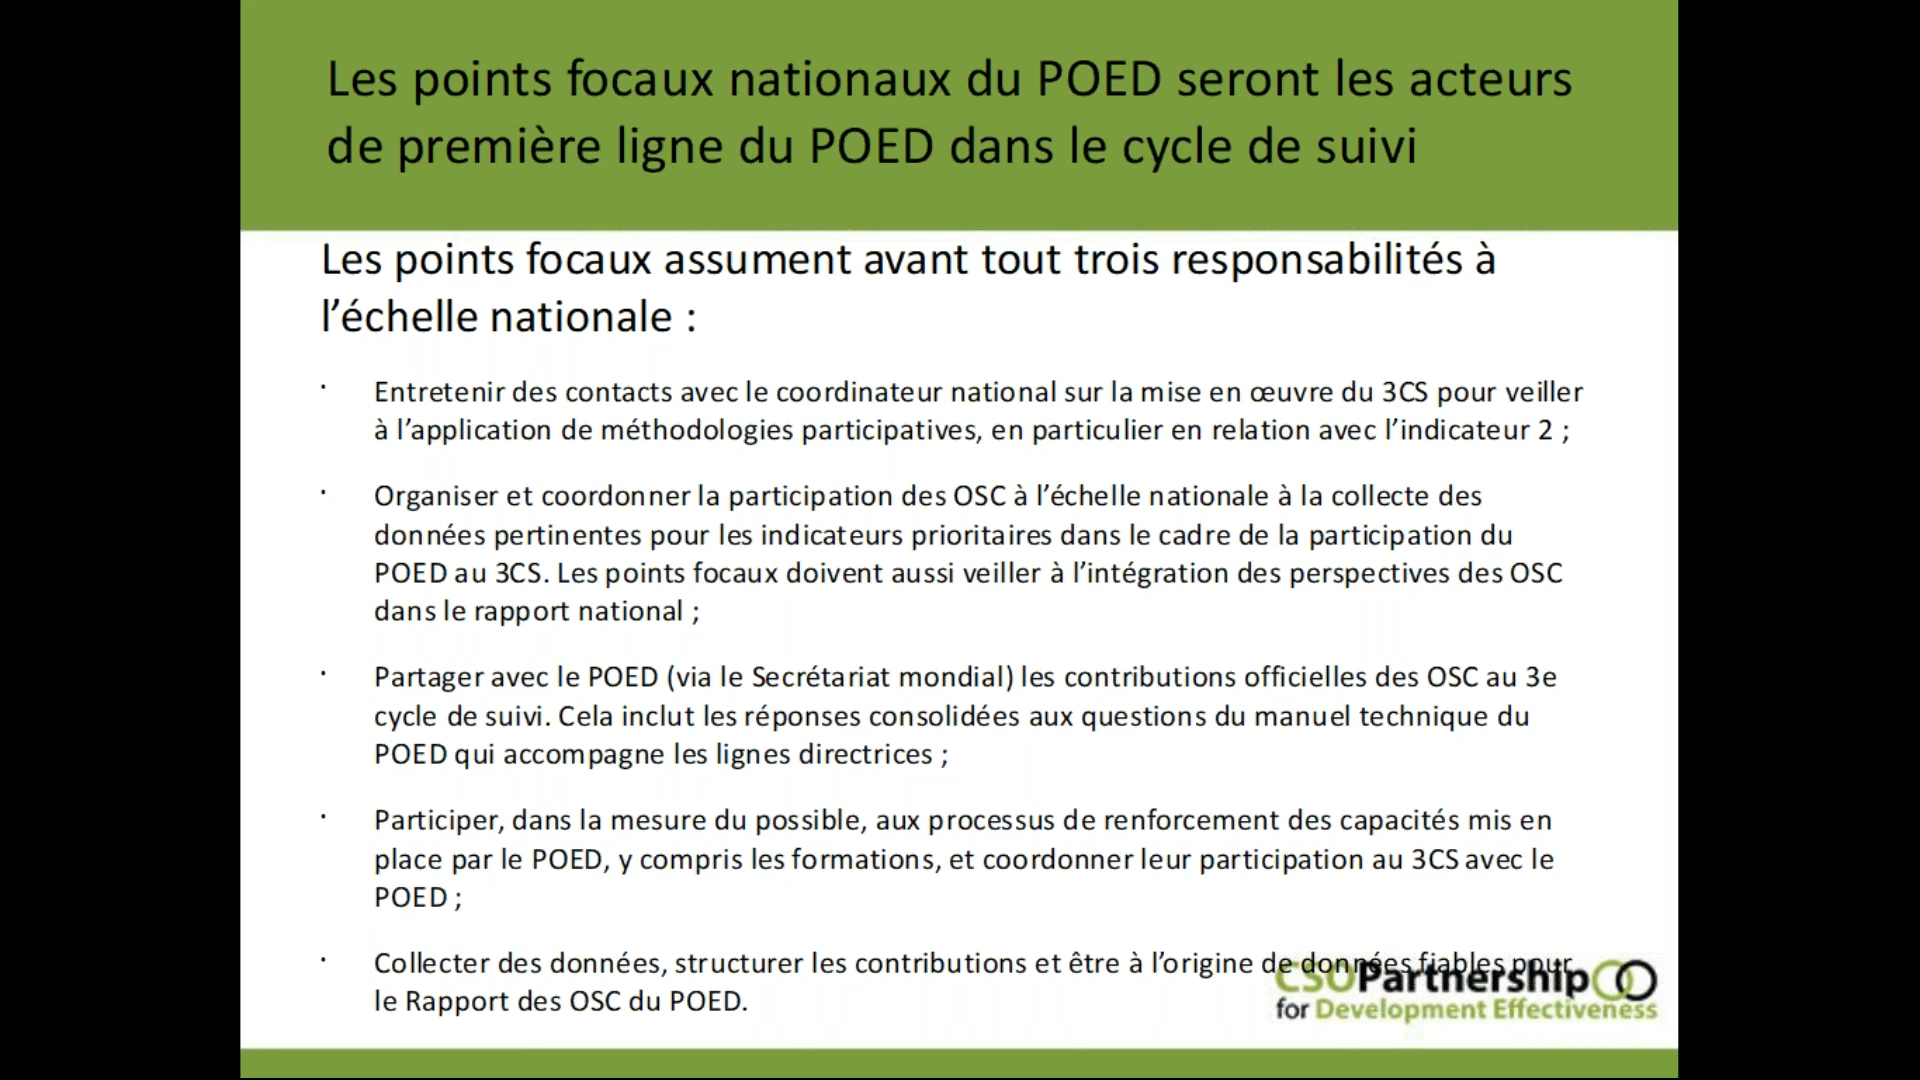 Les points focaux nationaux du POED seront les acteurs
de première ligne du POED dans le cycle de suivi
Les points focaux assument avant tout trois responsabilités à
l’échelle nationale :
· Entretenir des contacts avec le coordinateur national sur la mise en œuvre du 3CS pour veiller
à l’application de méthodologies participatives, en particulier en relation avec l’indicateur 2 ;
· Organiser et coordonner la participation des OSC à l’échelle nationale à la collecte des
données pertinentes pour les indicateurs prioritaires dans le cadre de la participation du
POED au 3CS. Les points focaux doivent aussi veiller à l’intégration des perspectives des OSC
dans le rapport national ;
· Partager avec le POED (via le Secrétariat mondial) les contributions officielles des OSC au 3e
cycle de suivi. Cela inclut les réponses consolidées aux questions du manuel technique du
POED qui accompagne les lignes directrices ;
· Participer, dans la mesure du possible, aux processus de renforcement des capacités mis en
place par le POED, y compris les formations, et coordonner leur participation au 3CS avec le
POED ;
· Collecter des données, structurer les contributions et être à l’origine de données fiables pour
le Rapport des OSC du POED.
CSOPartnership
for Development Effectiveness